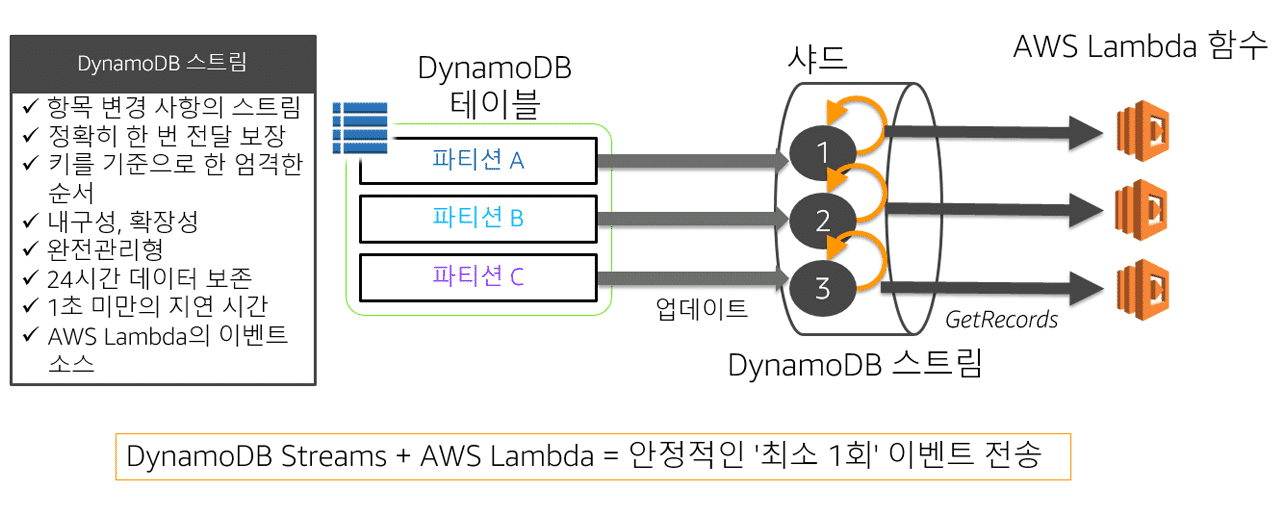 DynamoDB 스트림
✓ 항목 변경 사항의 스트림
✓ 정확히 한 번 전달 보장
✓ 키를 기준으로 한 엄격한
순서
✓ 내구성, 확장성
✓ 완전관리형
✓ 24시간 데이터 보존
✓ 1초 미만의 지연 시간
✓ AWS Lambda의 이벤트
소스
DynamoDB
테이블
파티션 A
파티션 B
파티션 C
업데이트
샤드
1
2
3
DynamoDB 스트림
AWS Lambda 함수
GetRecords
DynamoDB Streams + AWS Lambda = 안정적인 '최소 1회' 이벤트 전송